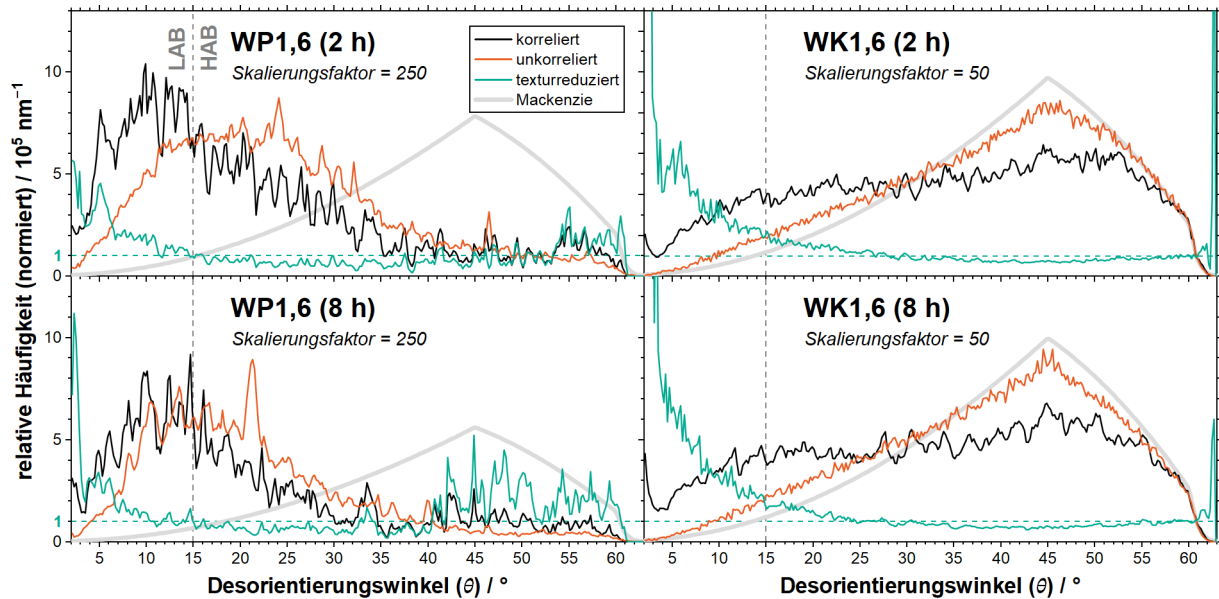 relative Häufigkeit (normiert) / 10⁵ nm⁻¹
LAB
HAB
WP1,6 (2 h)
Skalierungsfaktor = 250
korreliert
unkorreliert
texturreduziert
Mackenzie
WK1,6 (2 h)
Skalierungsfaktor = 50
10
5
1
0
WP1,6 (8 h)
Skalierungsfaktor = 250
WK1,6 (8 h)
Skalierungsfaktor = 50
10
5
1
0
5 10 15 20 25 30 35 40 45 50 55 60
5 10 15 20 25 30 35 40 45 50 55 60
Desorientierungswinkel (θ) / °
Desorientierungswinkel (θ) / °